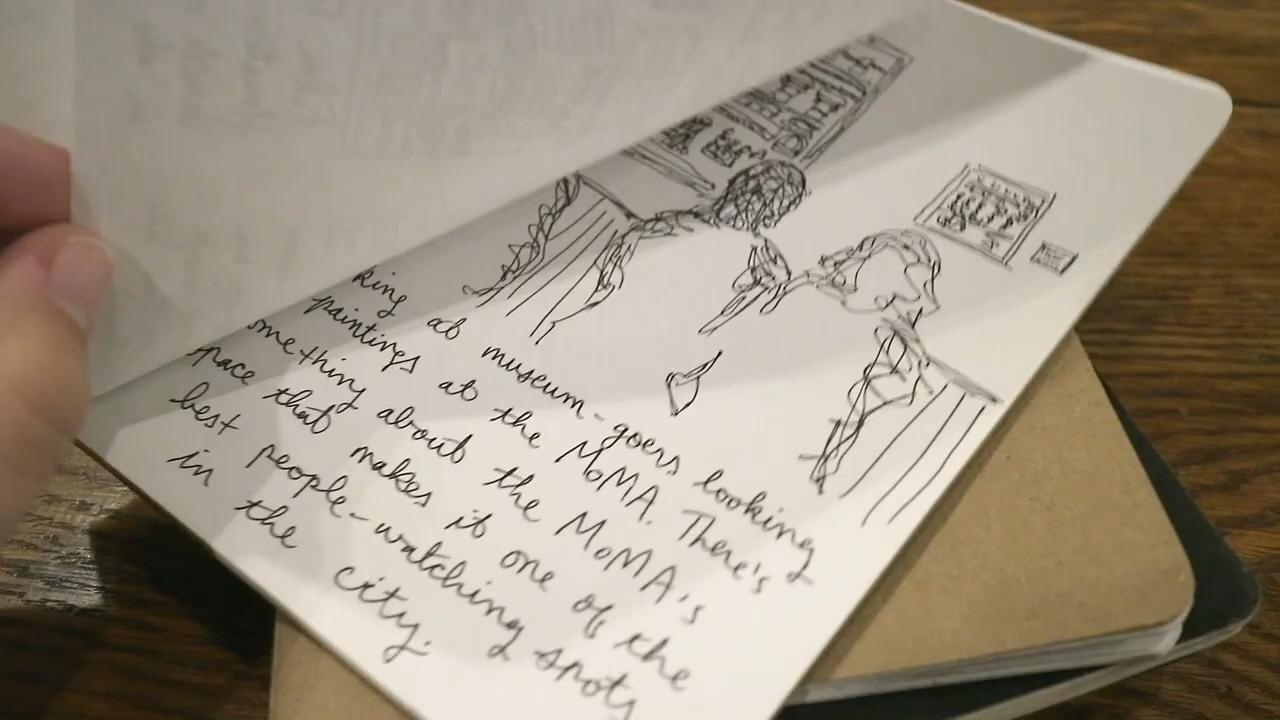 king at museum-goers looking
paintings at the MoMA. There's
omething about the MoMA's
space that makes it one of the
best people-watching spots
in the city.